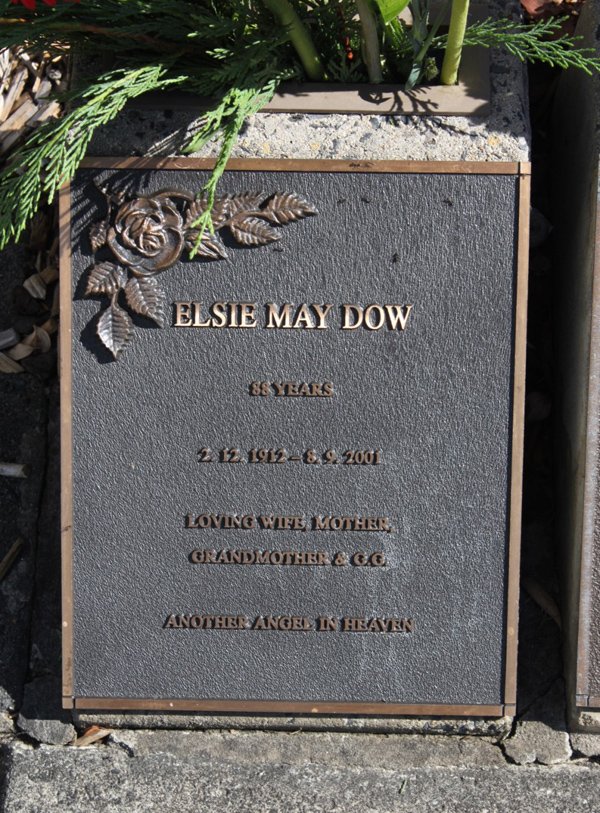 ELSIE MAY DOW
88 YEARS
2. 12. 1912 – 8. 9. 2001
LOVING WIFE, MOTHER,
GRANDMOTHER & G.G.
ANOTHER ANGEL IN HEAVEN